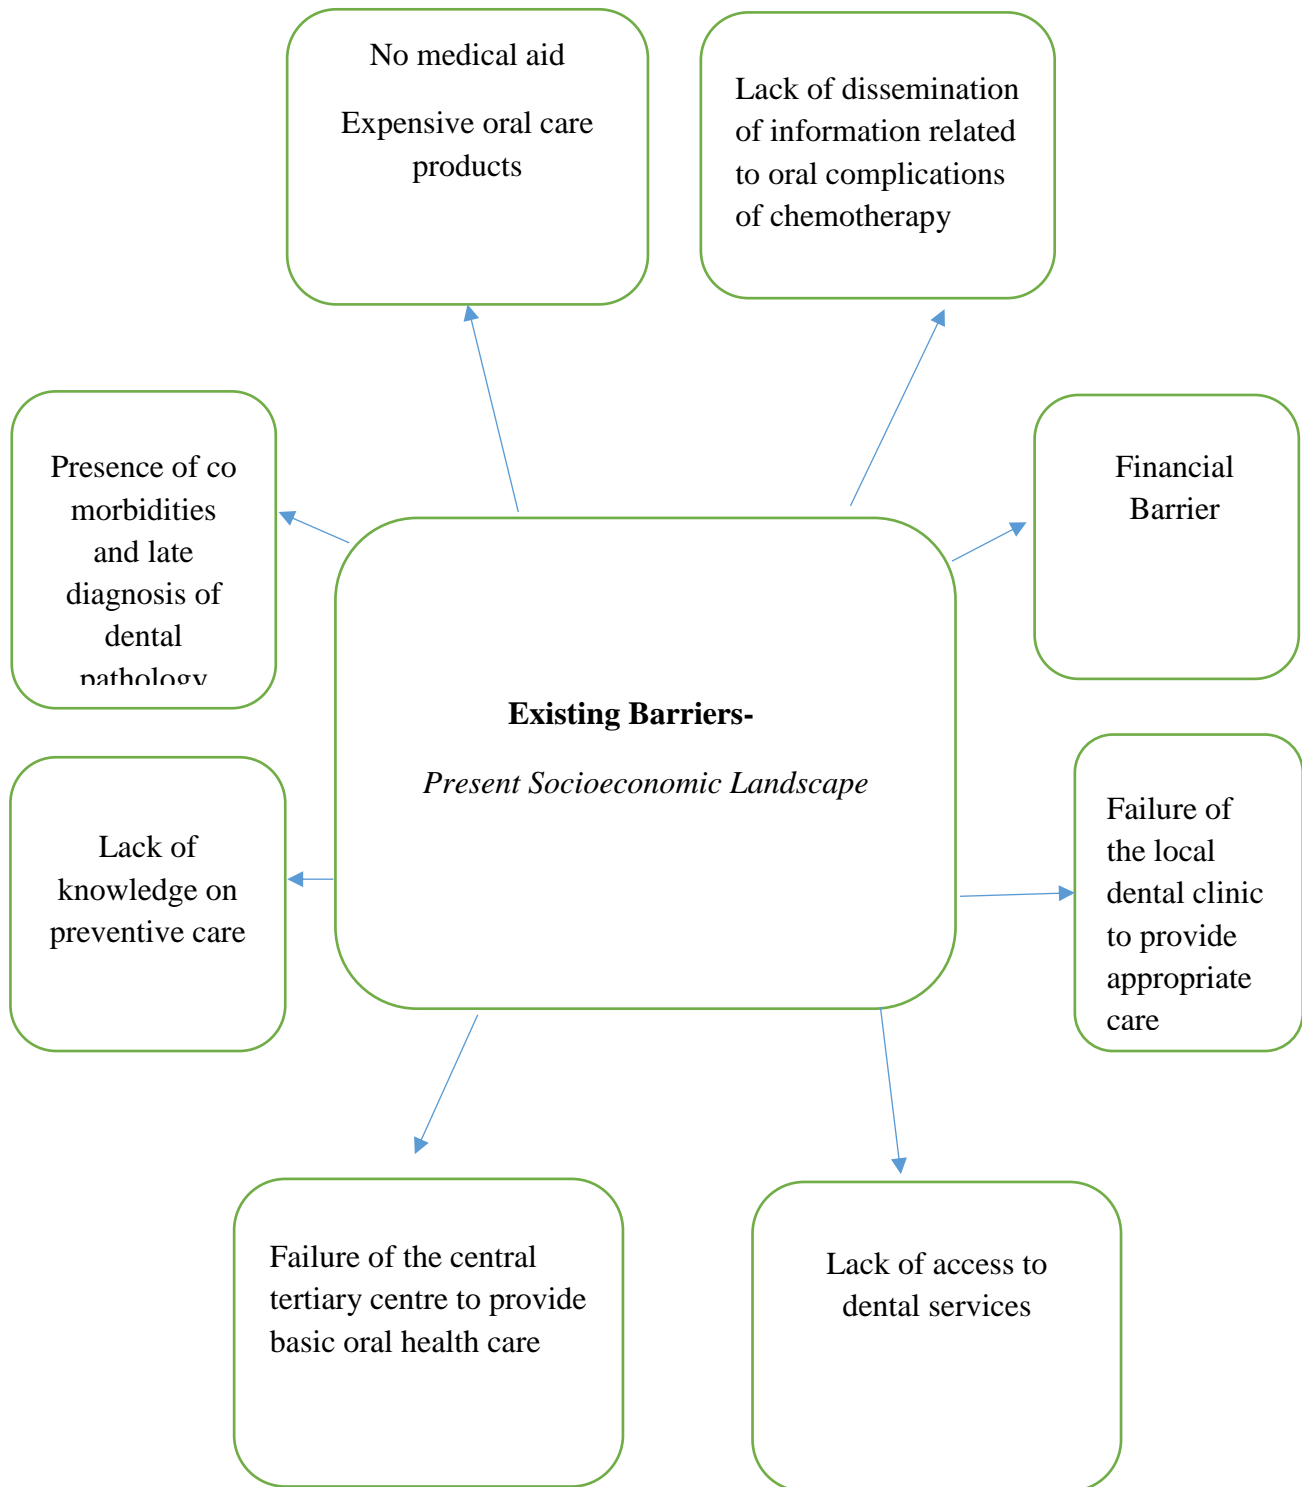 No medical aid
Expensive oral care
products
Lack of dissemination
of information related
to oral complications
of chemotherapy
Presence of co
morbidities
and late
diagnosis of
dental
pathology
Financial
Barrier
Existing Barriers-
Present Socioeconomic Landscape
Lack of
knowledge on
preventive care
Failure of
the local
dental clinic
to provide
appropriate
care
Failure of the central
tertiary centre to provide
basic oral health care
Lack of access to
dental services